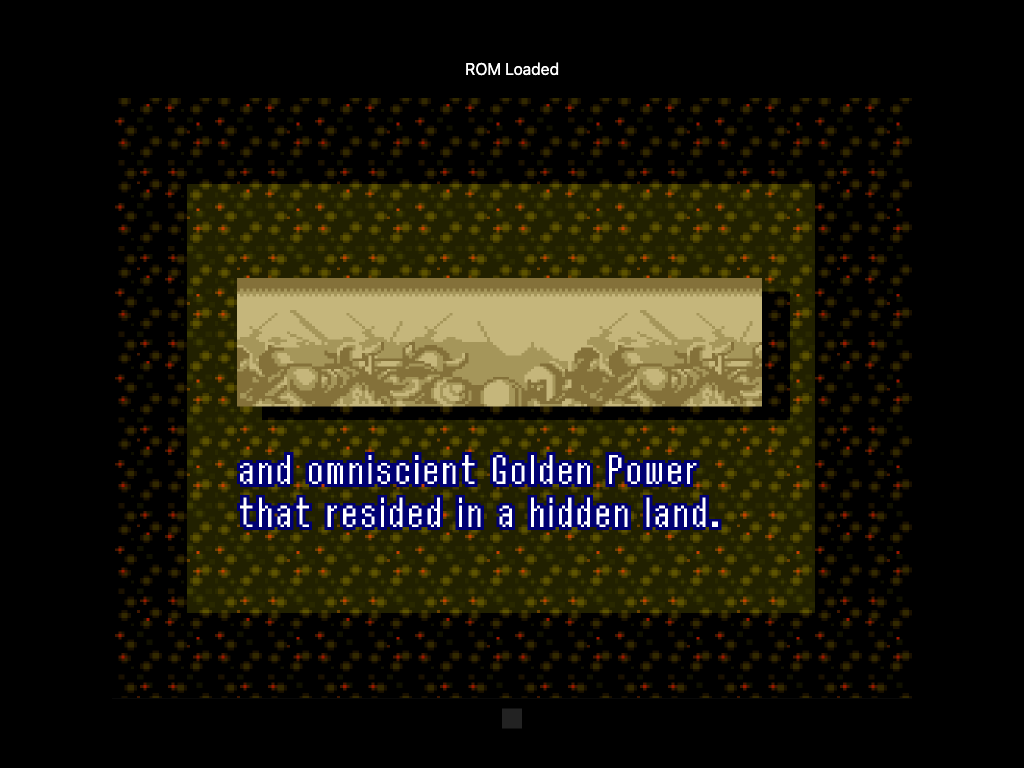 ROM Loaded
and omniscient Golden Power
that resided in a hidden land.